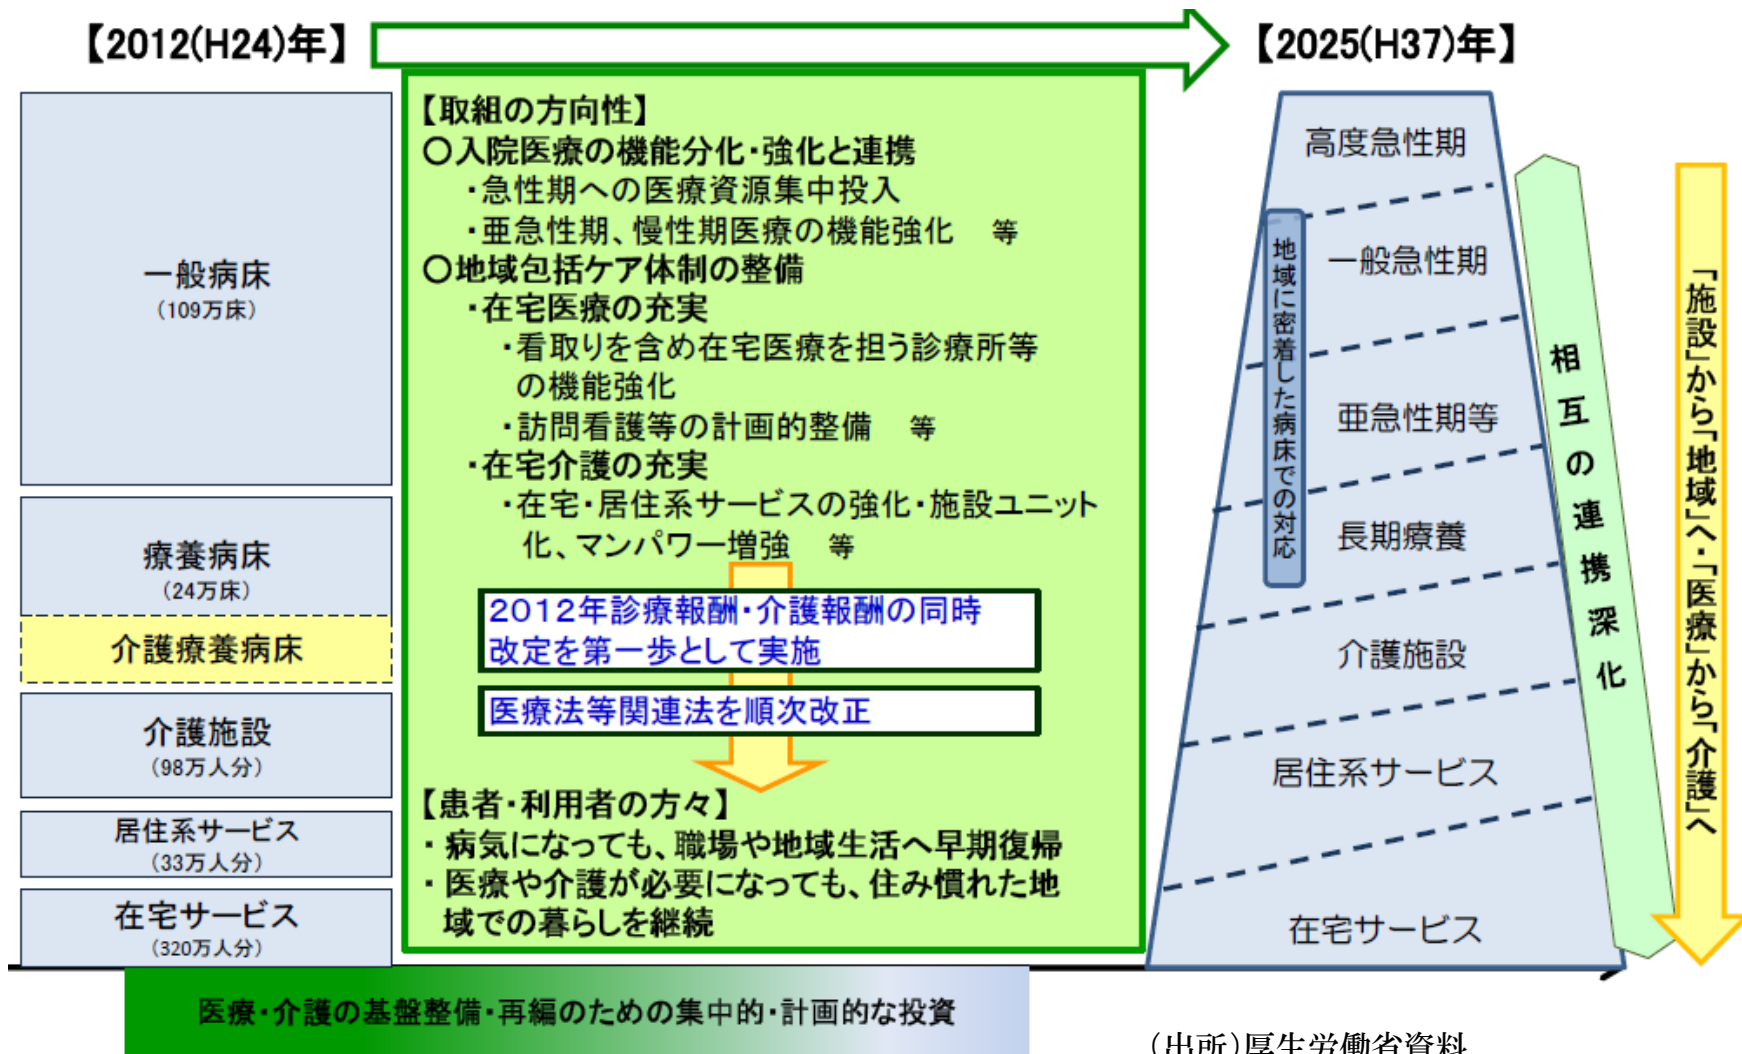 【2012(H24)年】
【2025(H37)年】
一般病床
（109万床）
療養病床
（24万床）
介護療養病床
介護施設
（98万人分）
居住系サービス
（33万人分）
在宅サービス
（320万人分）
【取組の方向性】
○入院医療の機能分化・強化と連携
・急性期への医療資源集中投入
・亜急性期、慢性期医療の機能強化　等
○地域包括ケア体制の整備
・在宅医療の充実
・看取りを含め在宅医療を担う診療所等
の機能強化
・訪問看護等の計画的整備　等
・在宅介護の充実
・在宅・居住系サービスの強化・施設ユニット
化、マンパワー増強　等
2012年診療報酬・介護報酬の同時
改定を第一歩として実施
医療法等関連法を順次改正
【患者・利用者の方々】
・病気になっても、職場や地域生活へ早期復帰
・医療や介護が必要になっても、住み慣れた地
域での暮らしを継続
高度急性期
一般急性期
亜急性期等
長期療養
介護施設
居住系サービス
在宅サービス
地域に密着した病床での対応
相互の連携深化
「施設」から「地域」へ・「医療」から「介護」へ
医療・介護の基盤整備・再編のための集中的・計画的な投資
（出所）厚生労働省資料